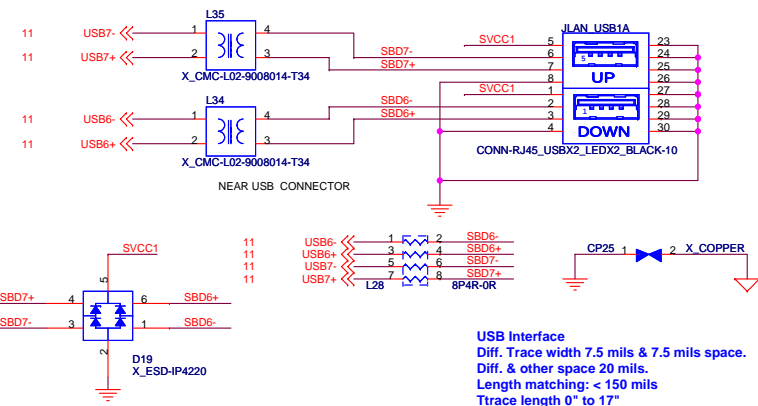 L35
JLAN_USB1A
11 USB7- 1 4 SVCC1 5 23
11 USB7+ 2 3 SBD7- 6 5 24
SBD7+ 7 UP 25
X_CMC-L02-9008014-T34 8 26
L34 SVCC1 1 27
11 USB6- 1 4 SBD6- 2 1 28
11 USB6+ 2 3 SBD6+ 3 29
4 DOWN 30
X_CMC-L02-9008014-T34
CONN-RJ45_USBX2_LEDX2_BLACK-10
NEAR USB CONNECTOR
SVCC1
11 USB6- 1 2 SBD6-
11 USB6+ 3 4 SBD6+
11 USB7- 5 6 SBD7-
11 USB7+ 7 8 SBD7+
L28 8P4R-0R
CP25 1 2 X_COPPER
5
SBD7+ 4 6 SBD6+
SBD7- 3 1 SBD6-
2
D19
X_ESD-IP4220
USB Interface
Diff. Trace width 7.5 mils & 7.5 mils space.
Diff. & other space 20 mils.
Length matching: < 150 mils
Ttrace length 0" to 17"